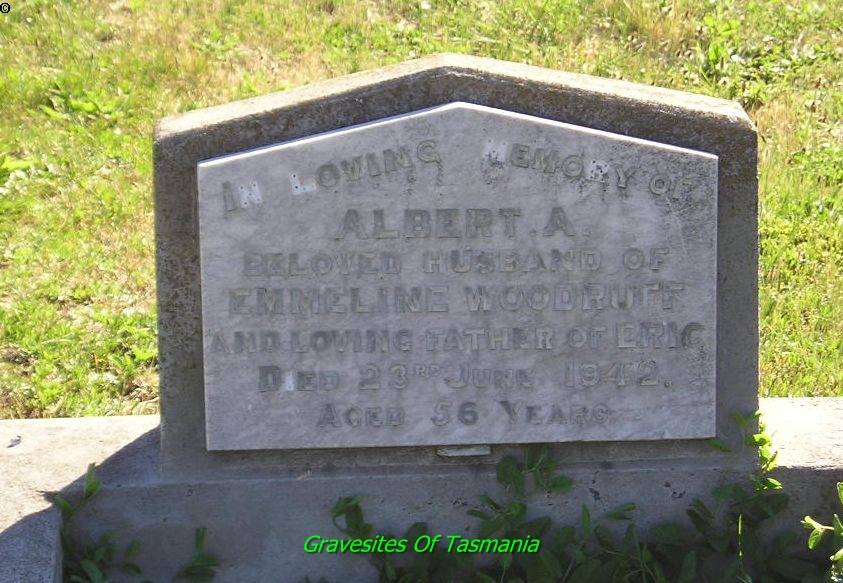 ©
IN LOVING MEMORY OF
ALBERT. A.
BELOVED HUSBAND OF
EMMELINE WOODRUFF
AND LOVING FATHER OF ERIC
DIED 23RD JUNE 1942.
AGED 56 YEARS
Gravesites Of Tasmania